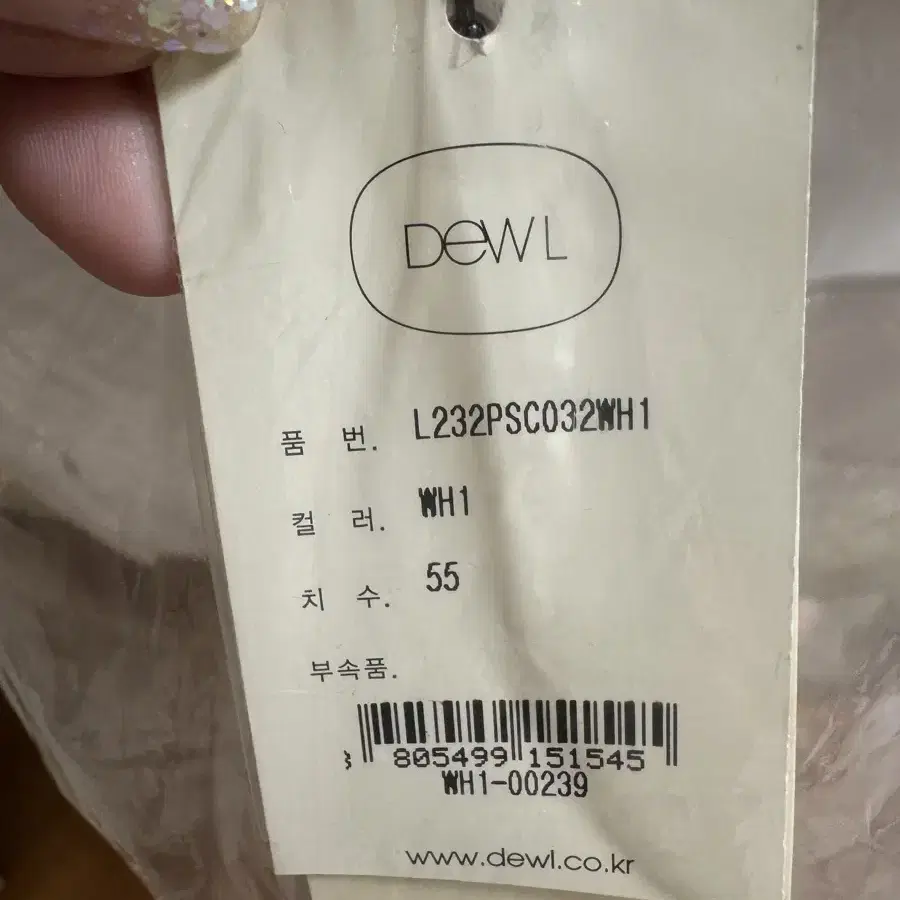 DeWL
품 번. L232PSC032WH1
컬 러. WH1
치 수. 55
부속품.
805499 151545
WH1-00239
www.dewl.co.kr